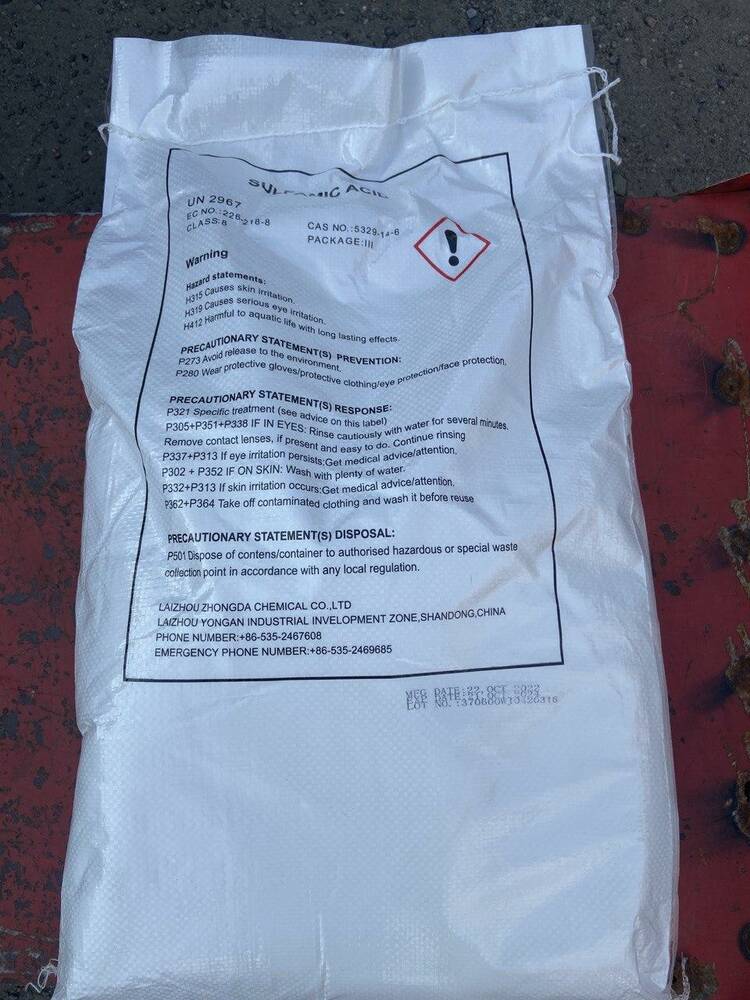 SULFAMIC ACID
UN 2967
EC NO.:226-218-8
CAS NO.:5329-14-6
CLASS:8
PACKAGE:III
Warning
Hazard statements:
H315 Causes skin irritation.
H319 Causes serious eye irritation.
H412 Harmful to aquatic life with long lasting effects.
PRECAUTIONARY STATEMENT(S) PREVENTION:
P273 Avoid release to the environment.
P280 Wear protective gloves/protective clothing/eye protection/face protection.
PRECAUTIONARY STATEMENT(S) RESPONSE:
P321 Specific treatment (see advice on this label)
P305+P351+P338 IF IN EYES: Rinse cautiously with water for several minutes.
Remove contact lenses, if present and easy to do. Continue rinsing
P337+P313 If eye irritation persists:Get medical advice/attention.
P302 + P352 IF ON SKIN: Wash with plenty of water.
P332+P313 If skin irritation occurs:Get medical advice/attention.
P362+P364 Take off contaminated clothing and wash it before reuse
PRECAUTIONARY STATEMENT(S) DISPOSAL:
P501 Dispose of contens/container to authorised hazardous or special waste
collection point in accordance with any local regulation.
LAIZHOU ZHONGDA CHEMICAL CO.,LTD
LAIZHOU YONGAN INDUSTRIAL INVELOPMENT ZONE,SHANDONG,CHINA
PHONE NUMBER:+86-535-2467608
EMERGENCY PHONE NUMBER:+86-535-2469685
MFG DATE:22.OCT 2022
EXP DATE:21.OCT
LOT NO.: